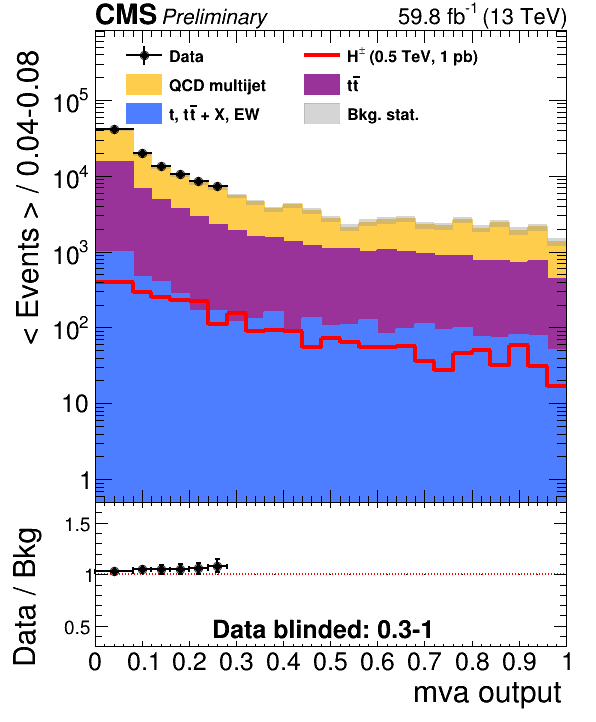 CMS Preliminary 59.8 fb⁻¹ (13 TeV)
Data
H± (0.5 TeV, 1 pb)
QCD multijet
tt̄
t, tt̄ + X, EW
Bkg. stat.
< Events > / 0.04-0.08
10⁵
10⁴
10³
10²
10
1
Data / Bkg
1.5
1
0.5
Data blinded: 0.3-1
0 0.1 0.2 0.3 0.4 0.5 0.6 0.7 0.8 0.9 1
mva output